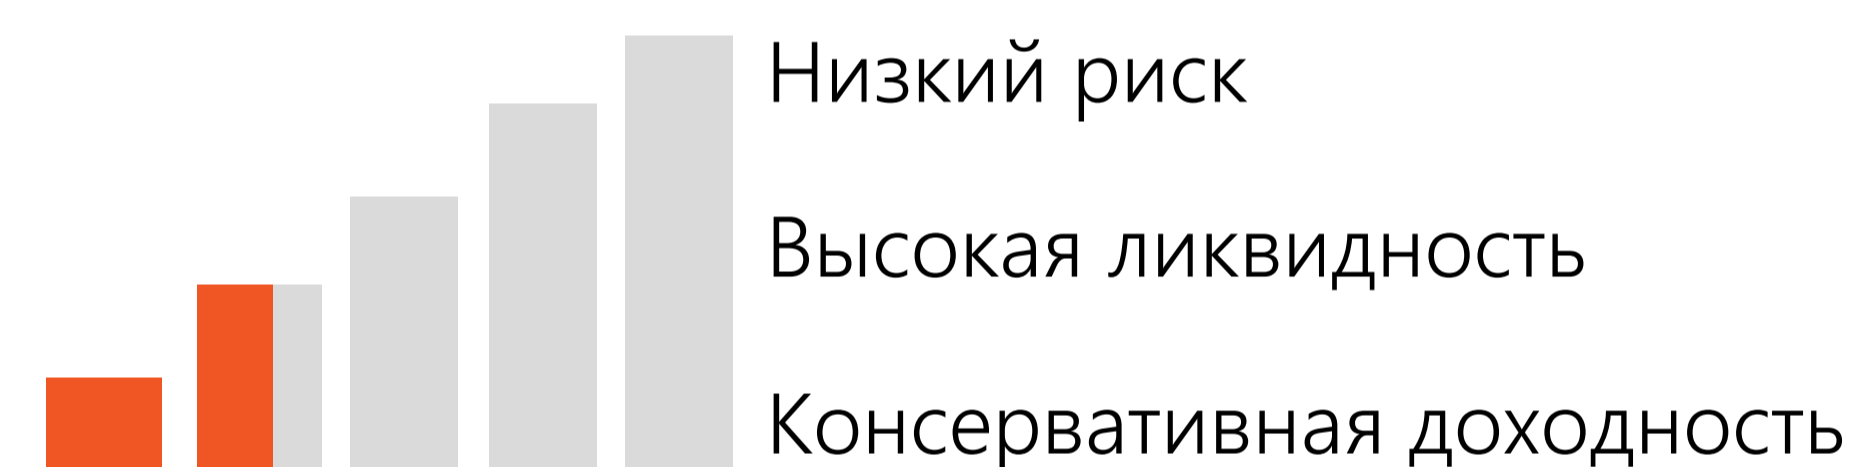 Низкий риск
Высокая ликвидность
Консервативная доходность